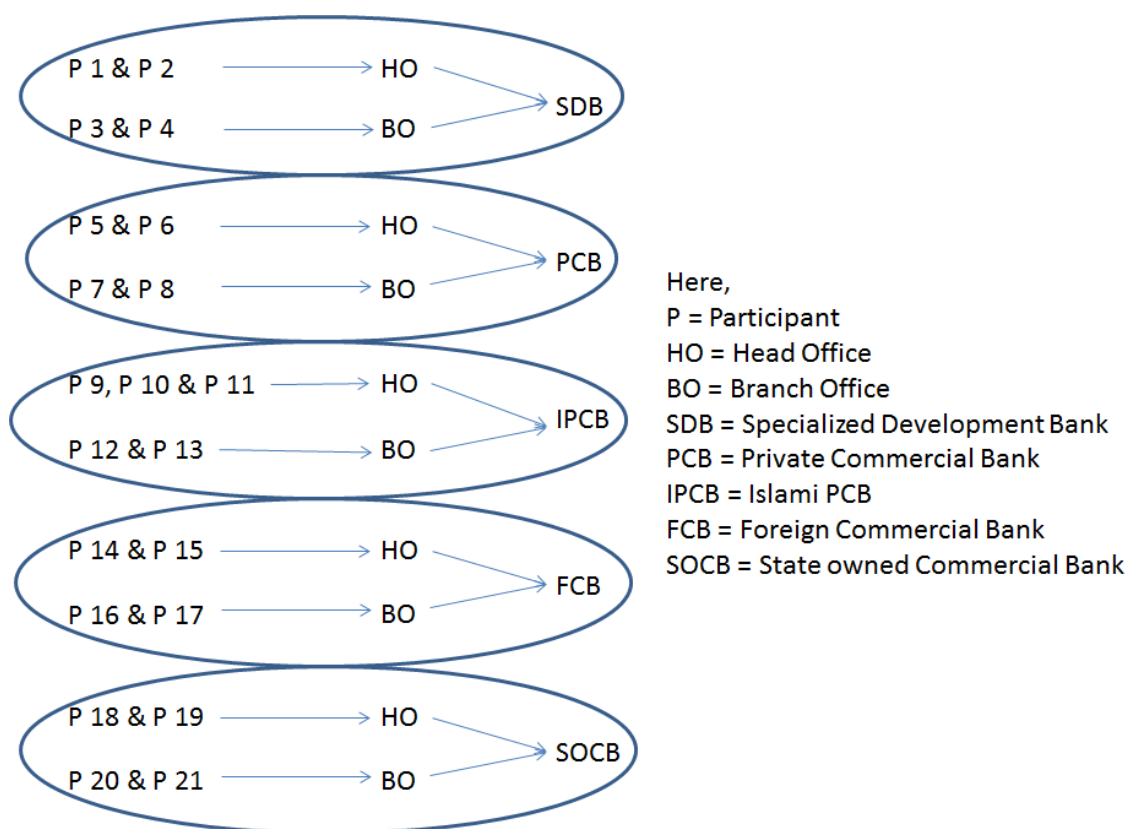 P 1 & P 2 HO
SDB
P 3 & P 4 BO
P 5 & P 6 HO
PCB
P 7 & P 8 BO
P 9, P 10 & P 11 HO
IPCB
P 12 & P 13 BO
P 14 & P 15 HO
FCB
P 16 & P 17 BO
P 18 & P 19 HO
SOCB
P 20 & P 21 BO
Here,
P = Participant
HO = Head Office
BO = Branch Office
SDB = Specialized Development Bank
PCB = Private Commercial Bank
IPCB = Islami PCB
FCB = Foreign Commercial Bank
SOCB = State owned Commercial Bank